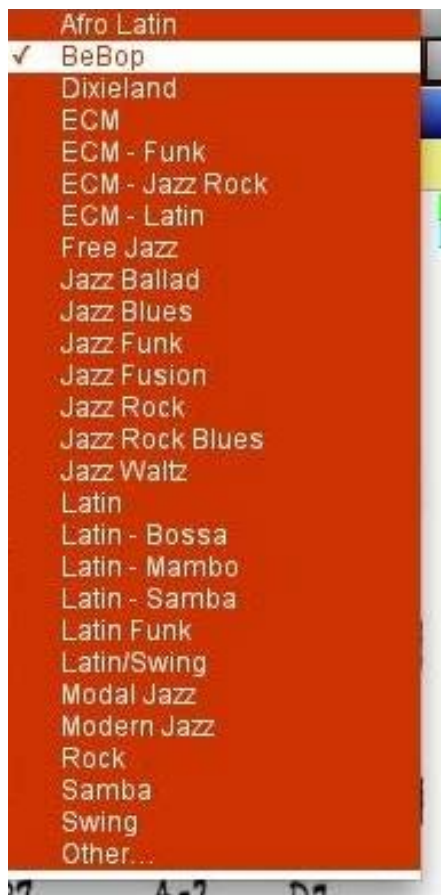 Afro Latin
✓ BeBop
Dixieland
ECM
ECM - Funk
ECM - Jazz Rock
ECM - Latin
Free Jazz
Jazz Ballad
Jazz Blues
Jazz Funk
Jazz Fusion
Jazz Rock
Jazz Rock Blues
Jazz Waltz
Latin
Latin - Bossa
Latin - Mambo
Latin - Samba
Latin Funk
Latin/Swing
Modal Jazz
Modern Jazz
Rock
Samba
Swing
Other...